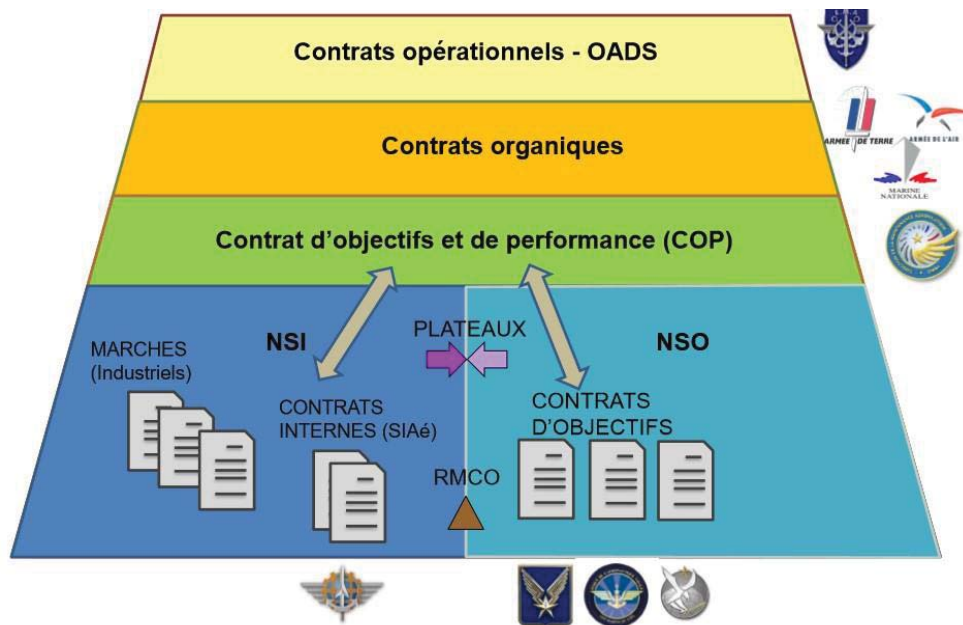 Contrats opérationnels - OADS
ARMÉE DE TERRE
ARMÉE DE L'AIR
Contrats organiques
MARINE
NATIONALE
Contrat d'objectifs et de performance (COP)
PLATEAUX
NSI
NSO
MARCHES
(Industriels)
CONTRATS
INTERNES (SIAé)
CONTRATS
D'OBJECTIFS
RMCO